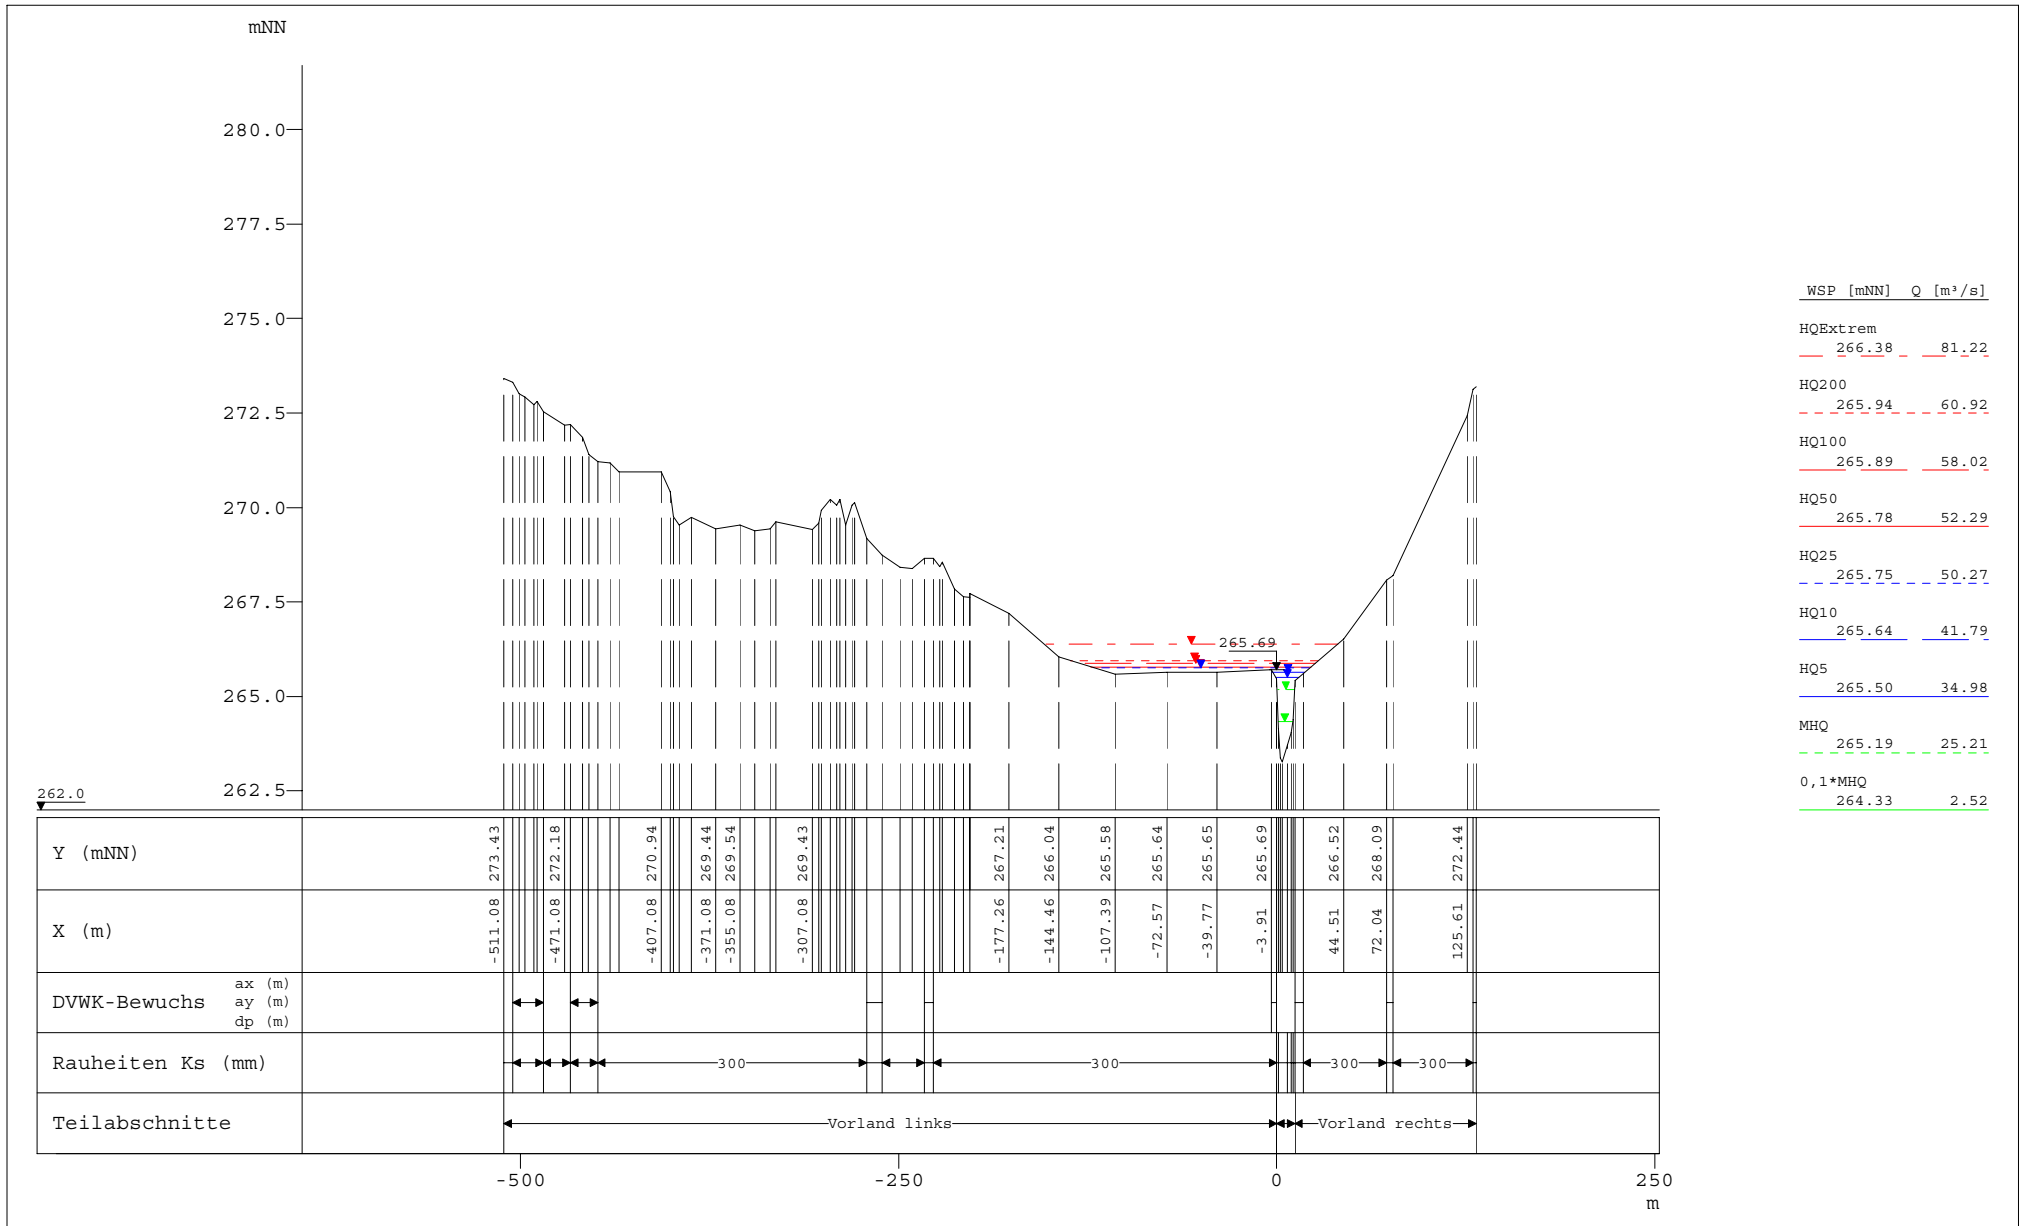 mNN
280.0
277.5
275.0
272.5
270.0
267.5
265.0
262.5
262.0
265.69
WSP [mNN] Q [m³/s]
HQExtrem
266.38 81.22
HQ200
265.94 60.92
HQ100
265.89 58.02
HQ50
265.78 52.29
HQ25
265.75 50.27
HQ10
265.64 41.79
HQ5
265.50 34.98
MHQ
265.19 25.21
0,1*MHQ
264.33 2.52
Y (mNN)
273.43 272.18 270.94 269.44 269.54 269.43 267.21 266.04 265.58 265.64 265.65 265.69 266.52 268.09 272.44
X (m)
-511.08 -471.08 -407.08 -371.08 -355.08 -307.08 -177.26 -144.46 -107.39 -72.57 -39.77 -3.91 44.51 72.04 125.61
DVWK-Bewuchs
ax (m)
ay (m)
dp (m)
Rauheiten Ks (mm)
300 300 300 300
Teilabschnitte
Vorland links Vorland rechts
-500 -250 0 250
m